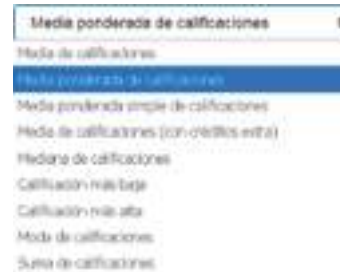 Media ponderada de calificaciones
Media de calificaciones
Media ponderada de calificaciones
Media ponderada simple de calificaciones
Media de calificaciones (con créditos extra)
Mediana de calificaciones
Calificación más baja
Calificación más alta
Moda de calificaciones
Suma de calificaciones